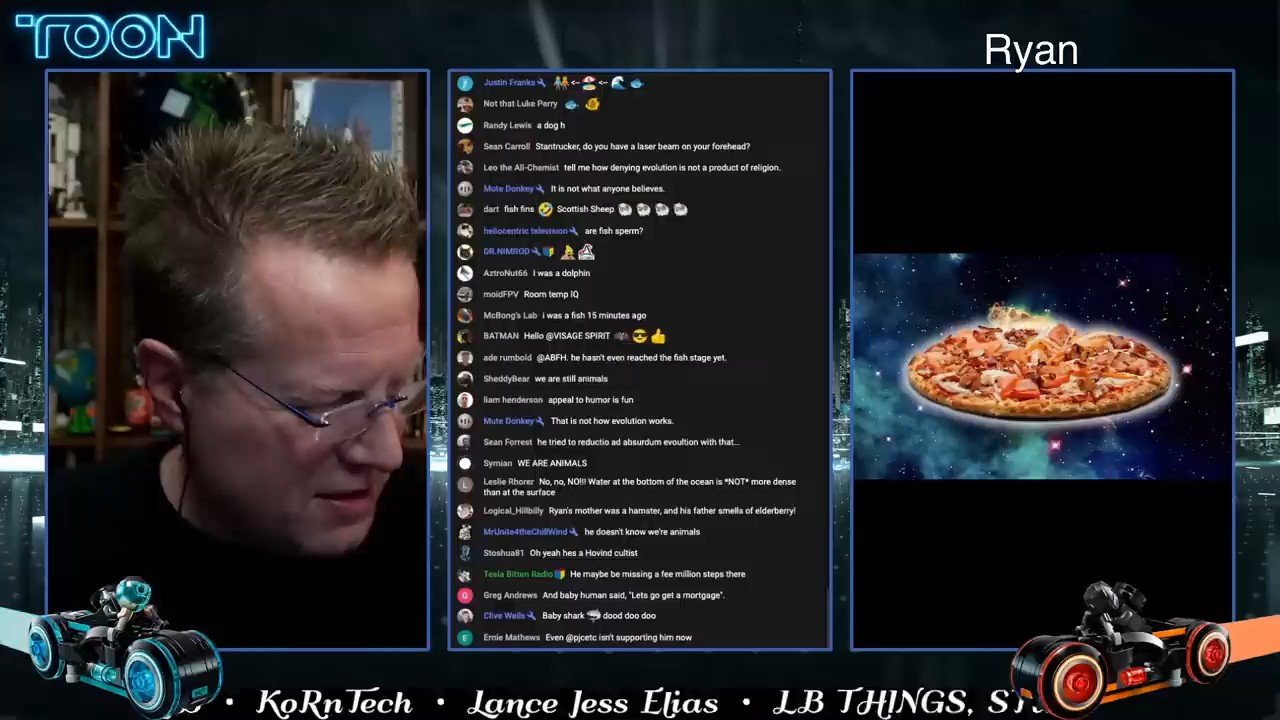 TOON
Ryan
Justin Franks
Not that Luke Perry
Randy Lewis a dog h
Sean Carroll Stantrucker, do you have a laser beam on your forehead?
Leo the All-Chemist tell me how denying evolution is not a product of religion.
Mute Donkey It is not what anyone believes.
dart fish fins Scottish Sheep
heliocentric television are fish sperm?
DR.NIMROD
AztroNut66 I was a dolphin
moidFPV Room temp IQ
McBong's Lab i was a fish 15 minutes ago
BATMAN Hello @VISAGE SPIRIT
ade rumbold @ABFH. he hasn't even reached the fish stage yet.
SheddyBear we are still animals
liam henderson appeal to humor is fun
Mute Donkey That is not how evolution works.
Sean Forrest he tried to reductio ad absurdum evoultion with that...
Symian WE ARE ANIMALS
Leslie Rhorer No, no, NO!!! Water at the bottom of the ocean is *NOT* more dense
than at the surface
Logical_Hillbilly Ryan's mother was a hamster, and his father smells of elderberry!
MrUnite4theChillWind he doesn't know we're animals
Stoshua81 Oh yeah hes a Hovind cultist
Tesla Bitten Radio He maybe be missing a fee million steps there
Greg Andrews And baby human said, "Lets go get a mortgage".
Clive Wells Baby shark dood doo doo
Ernie Mathews Even @pjcetc isn't supporting him now
• KoRnTech • Lance Jess Elias • LB THINGS,